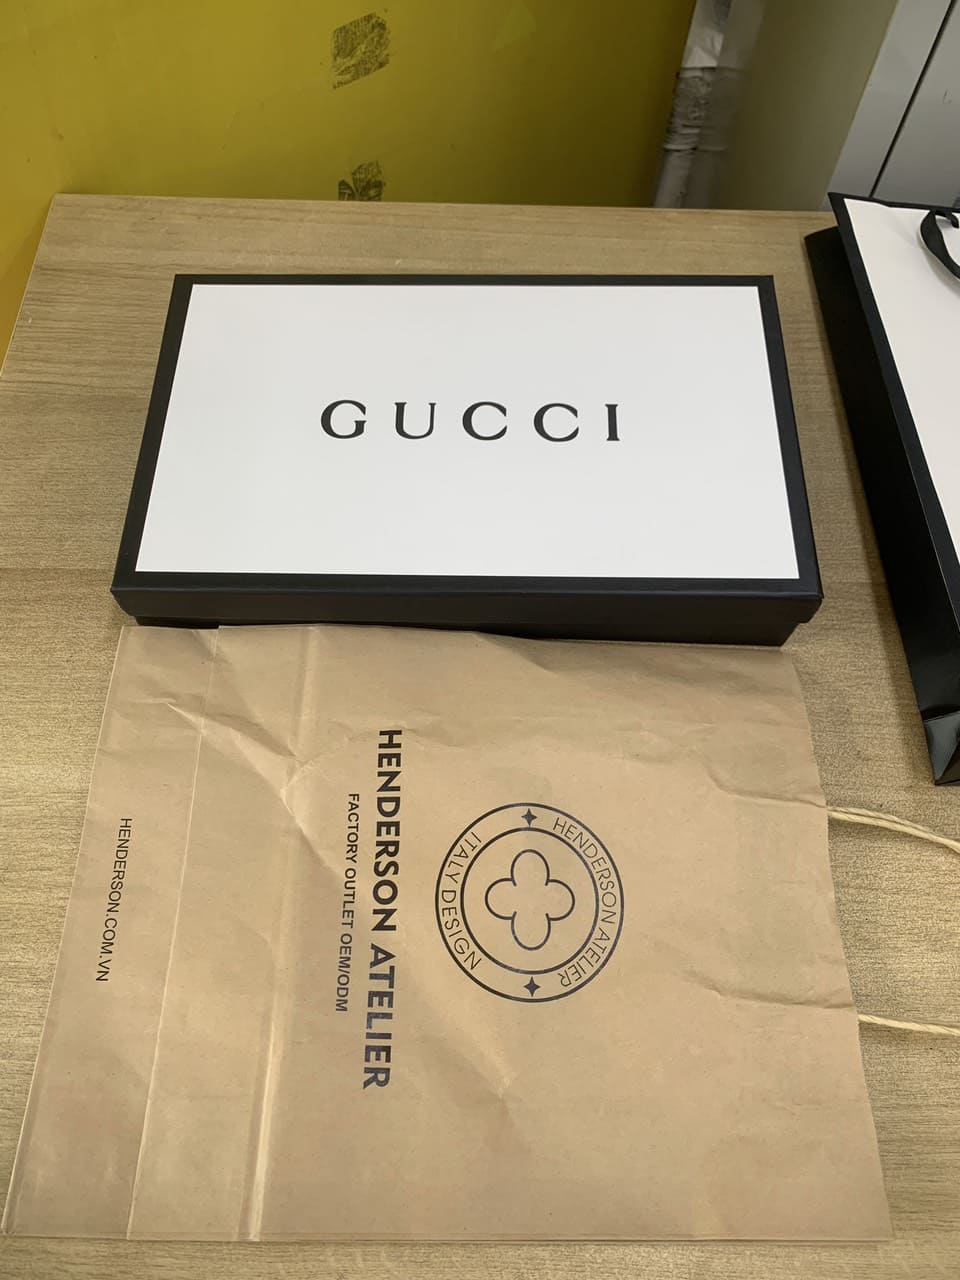 GUCCI
HENDERSON ATELIER
ITALY DESIGN
HENDERSON ATELIER
FACTORY OUTLET OEM/ODM
HENDERSON.COM.VN